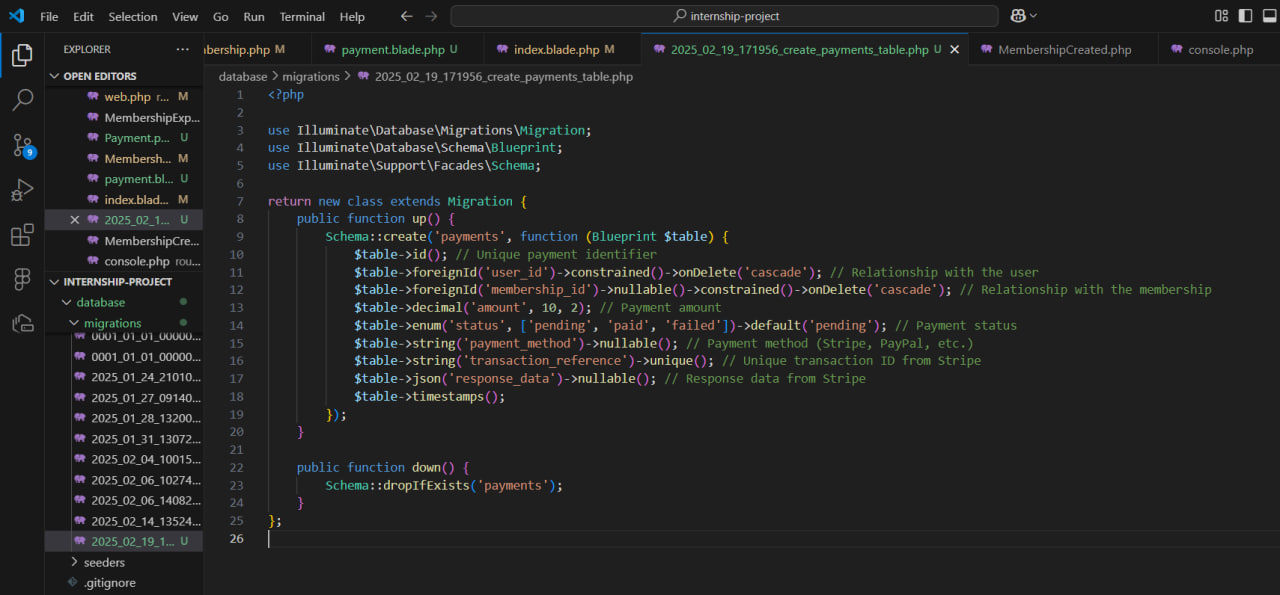 File Edit Selection View Go Run Terminal Help
internship-project
EXPLORER
bership.php M
payment.blade.php U
index.blade.php M
2025_02_19_171956_create_payments_table.php U
MembershipCreated.php
console.php
OPEN EDITORS
web.php r... M
MembershipExp...
Payment.p... U
Membersh... M
payment.bl... U
index.blad... M
2025_02_1... U
MembershipCre...
console.php rou...
9
INTERNSHIP-PROJECT
database
migrations
0001_01_01_00000...
0001_01_01_00000...
2025_01_24_21010...
2025_01_27_09140...
2025_01_28_13200...
2025_01_31_13072...
2025_02_04_10015...
2025_02_06_10274...
2025_02_06_14082...
2025_02_14_13524...
2025_02_19_1... U
seeders
.gitignore
database > migrations > 2025_02_19_171956_create_payments_table.php
1 <?php
2
3 use Illuminate\Database\Migrations\Migration;
4 use Illuminate\Database\Schema\Blueprint;
5 use Illuminate\Support\Facades\Schema;
6
7 return new class extends Migration {
8 public function up() {
9 Schema::create('payments', function (Blueprint $table) {
10 $table->id(); // Unique payment identifier
11 $table->foreignId('user_id')->constrained()->onDelete('cascade'); // Relationship with the user
12 $table->foreignId('membership_id')->nullable()->constrained()->onDelete('cascade'); // Relationship with the membership
13 $table->decimal('amount', 10, 2); // Payment amount
14 $table->enum('status', ['pending', 'paid', 'failed'])->default('pending'); // Payment status
15 $table->string('payment_method')->nullable(); // Payment method (Stripe, PayPal, etc.)
16 $table->string('transaction_reference')->unique(); // Unique transaction ID from Stripe
17 $table->json('response_data')->nullable(); // Response data from Stripe
18 $table->timestamps();
19 });
20 }
21
22 public function down() {
23 Schema::dropIfExists('payments');
24 }
25 };
26